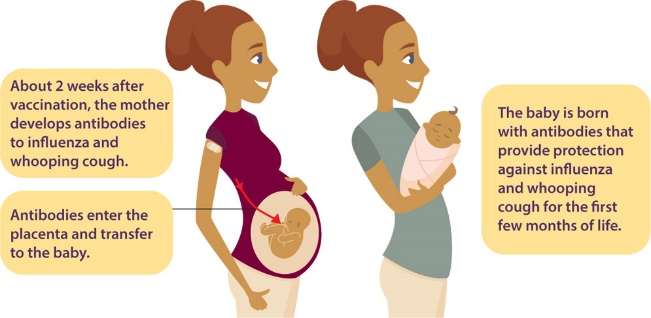 About 2 weeks after
vaccination, the mother
develops antibodies
to influenza and
whooping cough.
Antibodies enter the
placenta and transfer
to the baby.
The baby is born
with antibodies that
provide protection
against influenza
and whooping
cough for the first
few months of life.